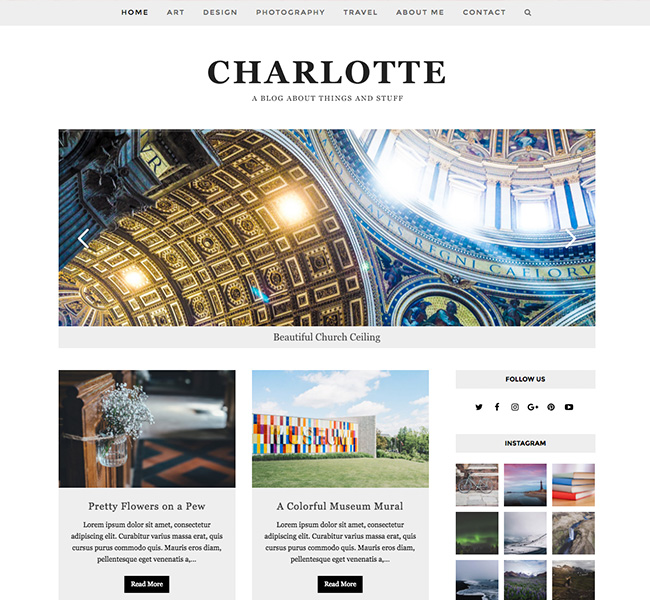 HOME ART DESIGN PHOTOGRAPHY TRAVEL ABOUT ME CONTACT
CHARLOTTE
A BLOG ABOUT THINGS AND STUFF
REGNI CAELORV
Beautiful Church Ceiling
MUSEUM
Pretty Flowers on a Pew
Lorem ipsum dolor sit amet, consectetur
adipiscing elit. Curabitur varius massa erat, quis
cursus purus commodo quis. Mauris eros diam,
pellentesque eget venenatis a,...
Read More
A Colorful Museum Mural
Lorem ipsum dolor sit amet, consectetur
adipiscing elit. Curabitur varius massa erat, quis
cursus purus commodo quis. Mauris eros diam,
pellentesque eget venenatis a,...
Read More
FOLLOW US
INSTAGRAM